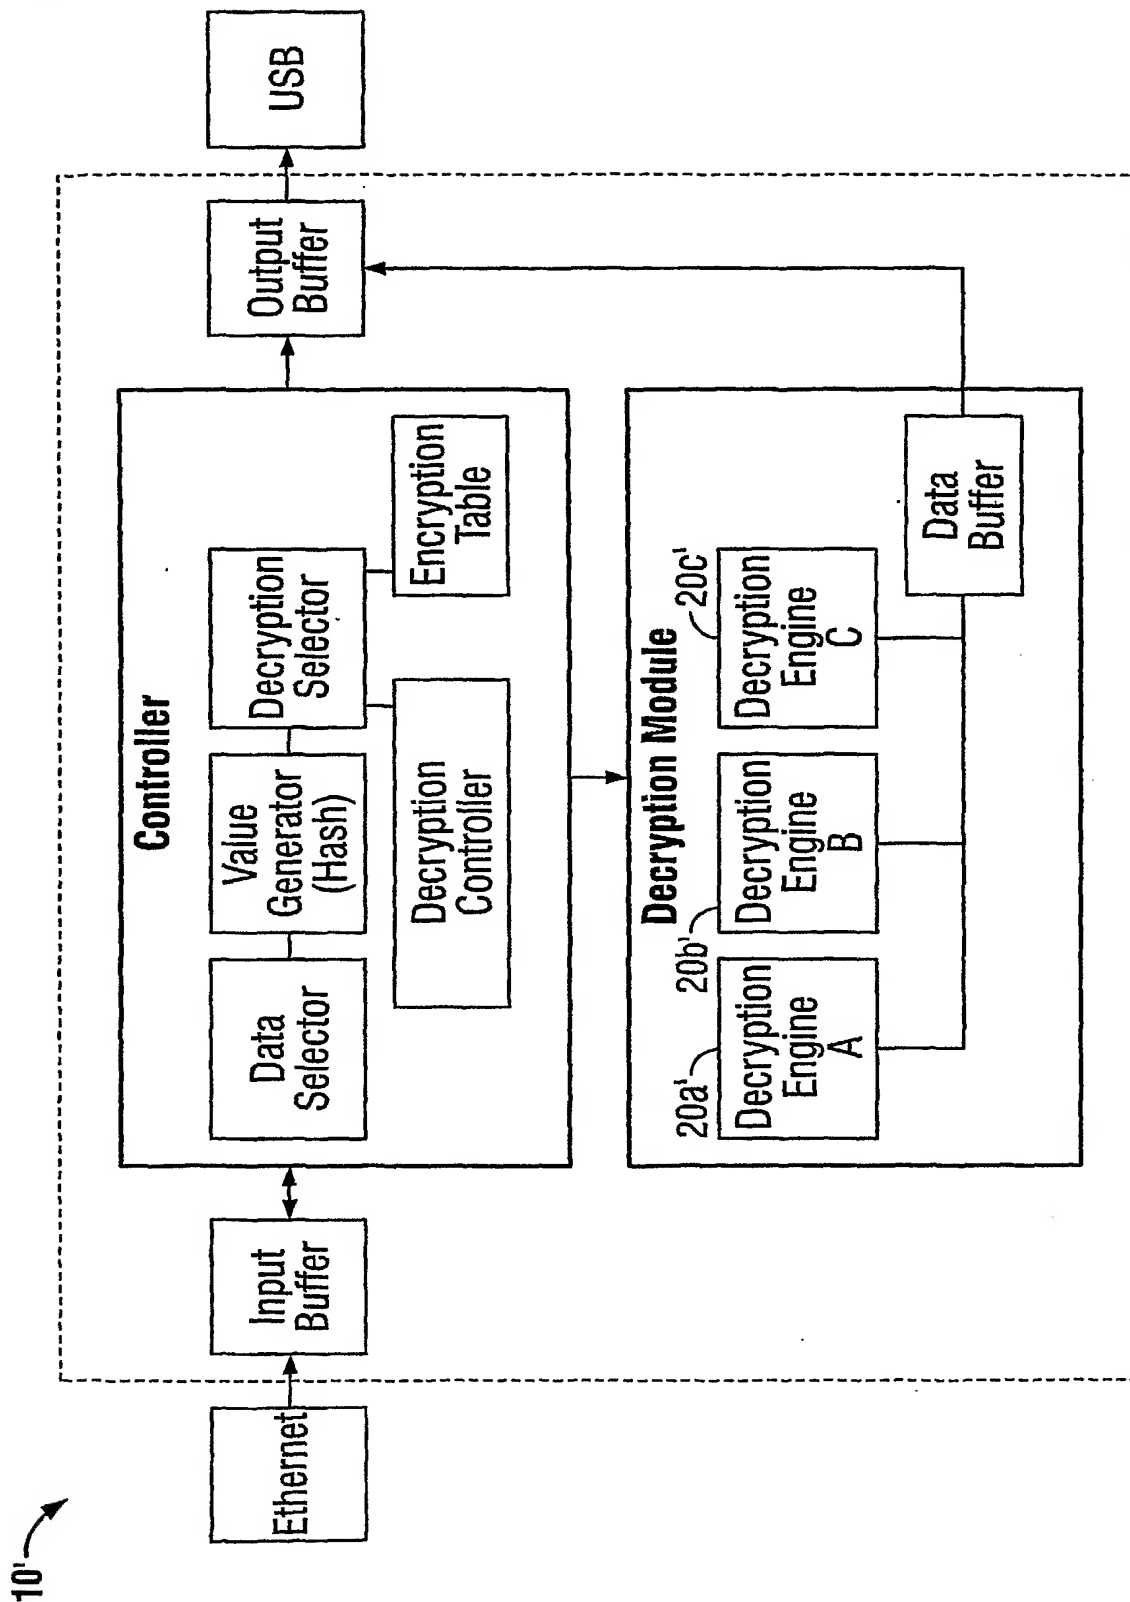 10'
Ethernet
Input
Buffer
Controller
Data
Selector
Value
Generator
(Hash)
Decryption
Selector
Decryption
Controller
Encryption
Table
Output
Buffer
USB
Decryption Module
20a'
Decryption
Engine
A
20b'
Decryption
Engine
B
20c'
Decryption
Engine
C
Data
Buffer